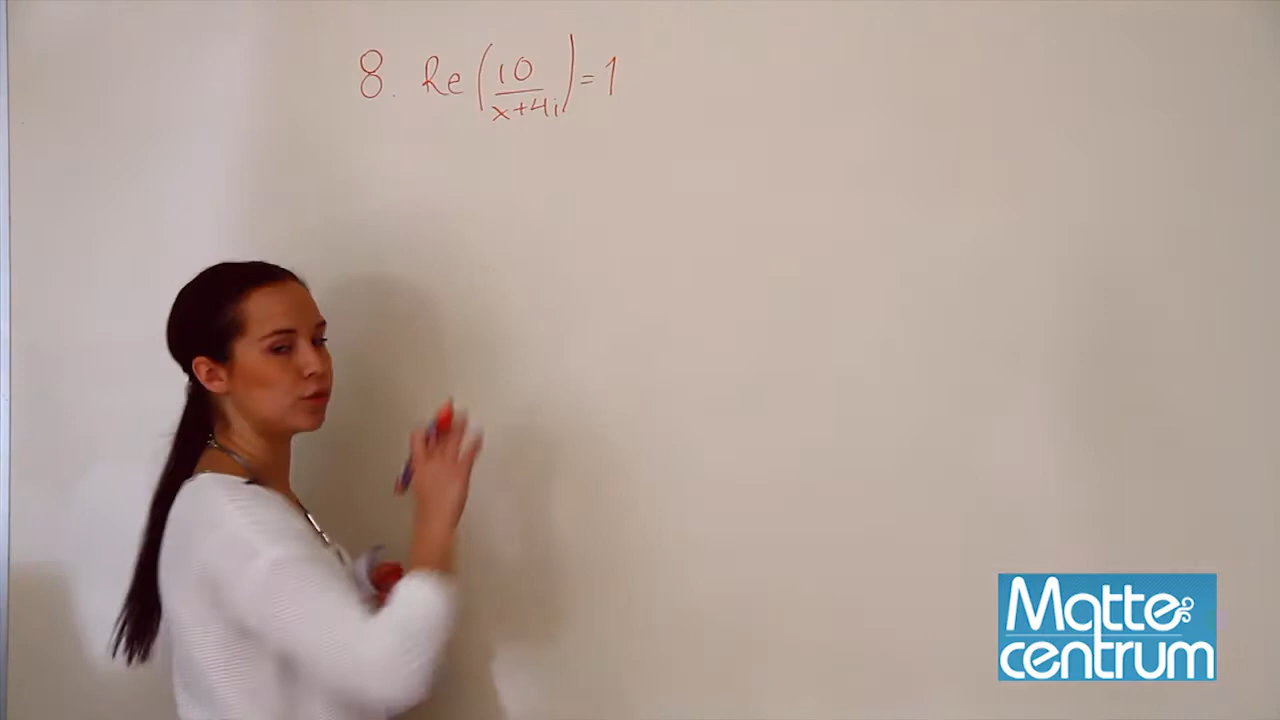 8. Re(10/(x+4i))=1
Matte
centrum